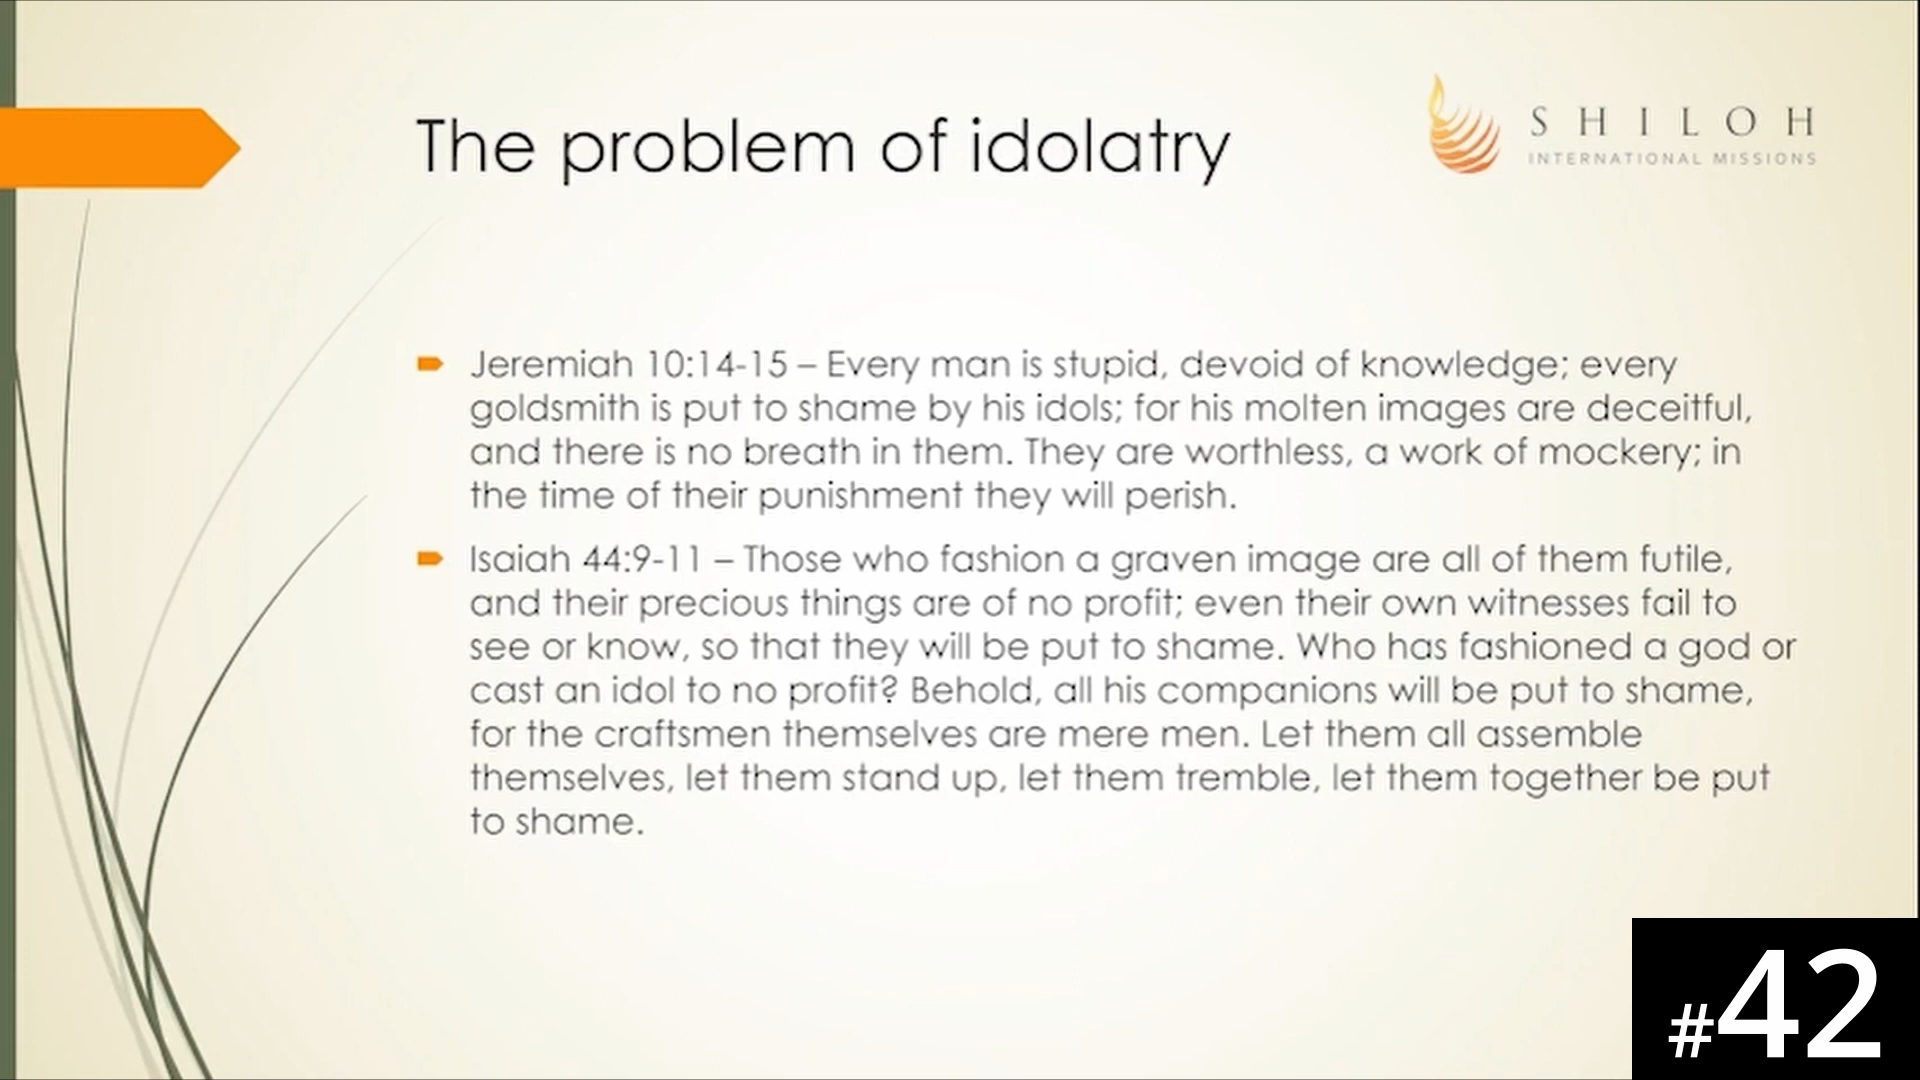 The problem of idolatry
SHILOH
INTERNATIONAL MISSIONS
Jeremiah 10:14-15 – Every man is stupid, devoid of knowledge; every
goldsmith is put to shame by his idols; for his molten images are deceitful,
and there is no breath in them. They are worthless, a work of mockery; in
the time of their punishment they will perish.
Isaiah 44:9-11 – Those who fashion a graven image are all of them futile,
and their precious things are of no profit; even their own witnesses fail to
see or know, so that they will be put to shame. Who has fashioned a god or
cast an idol to no profit? Behold, all his companions will be put to shame,
for the craftsmen themselves are mere men. Let them all assemble
themselves, let them stand up, let them tremble, let them together be put
to shame.
#42